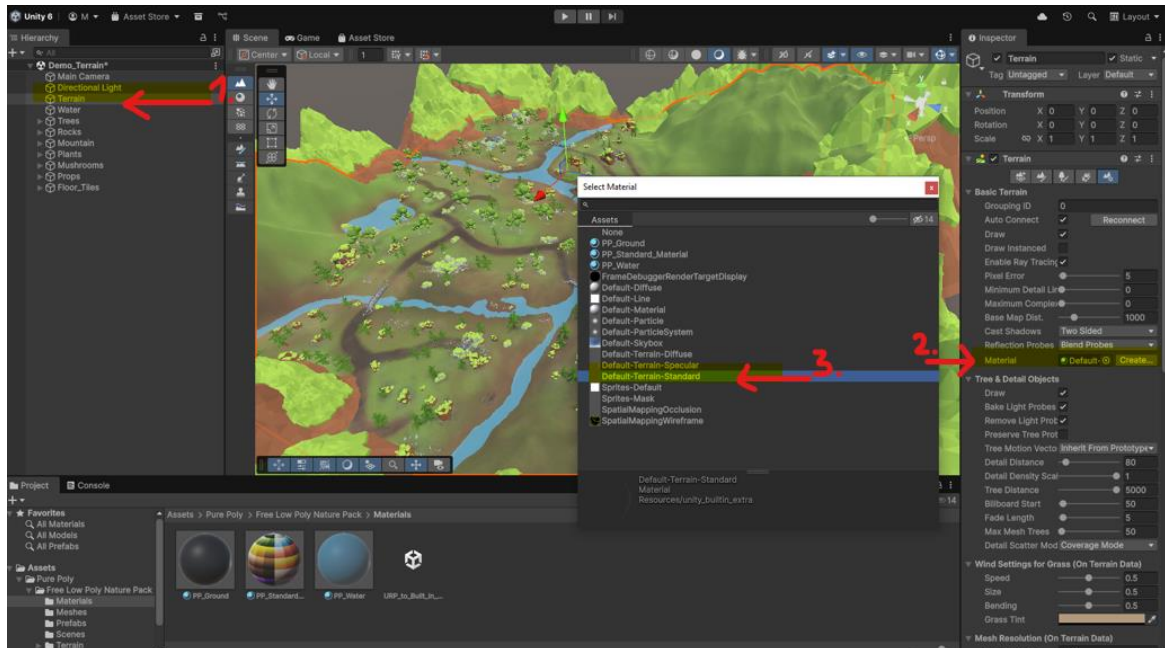 Unity 6 M Asset Store Layout
Hierarchy
All
Demo_Terrain*
Main Camera
Directional Light
Terrain
Water
Trees
Rocks
Mountain
Plants
Mushrooms
Props
Floor_Tiles
1.
Scene Game Asset Store
Center Local 1
Persp
Select Material
Assets 14
None
PP_Ground
PP_Standard_Material
PP_Water
FrameDebuggerRenderTargetDisplay
Default-Diffuse
Default-Line
Default-Material
Default-Particle
Default-ParticleSystem
Default-Skybox
Default-Terrain-Diffuse
Default-Terrain-Specular
Default-Terrain-Standard
Sprites-Default
Sprites-Mask
SpatialMappingOcclusion
SpatialMappingWireframe
3.
Default-Terrain-Standard
Material
Resources/unity_builtin_extra
2.
Inspector
Terrain Static
Tag Untagged Layer Default
Transform
Position X 0 Y 0 Z 0
Rotation X 0 Y 0 Z 0
Scale X 1 Y 1 Z 1
Terrain
Basic Terrain
Grouping ID 0
Auto Connect Reconnect
Draw
Draw Instanced
Enable Ray Tracing
Pixel Error 5
Minimum Detail Lim 0
Maximum Complex 0
Base Map Dist. 1000
Cast Shadows Two Sided
Reflection Probes Blend Probes
Material Default- Create...
Tree & Detail Objects
Draw
Bake Light Probes
Remove Light Prob
Preserve Tree Prot
Tree Motion Vecto Inherit From Prototype
Detail Distance 80
Detail Density Scal 1
Tree Distance 5000
Billboard Start 50
Fade Length 5
Max Mesh Trees 50
Detail Scatter Mod Coverage Mode
Wind Settings for Grass (On Terrain Data)
Speed 0.5
Size 0.5
Bending 0.5
Grass Tint
Mesh Resolution (On Terrain Data)
Project Console
14
Favorites
All Materials
All Models
All Prefabs
Assets
Pure Poly
Free Low Poly Nature Pack
Materials
Meshes
Prefabs
Scenes
Terrain
Assets > Pure Poly > Free Low Poly Nature Pack > Materials
PP_Ground PP_Standard... PP_Water URP_to_Built_In_...